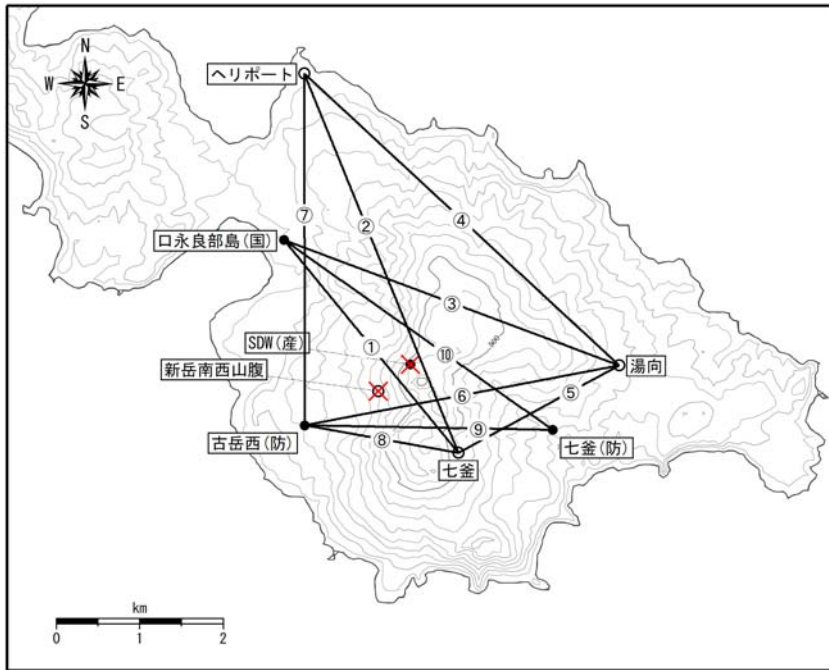 N
W E
S
ヘリポート
⑦
②
④
口永良部島(国)
③
SDW(産)
①
⑩
500
新岳南西山腹
湯向
⑥
⑤
古岳西(防)
⑧
⑨
七釜
七釜(防)
km
0 1 2